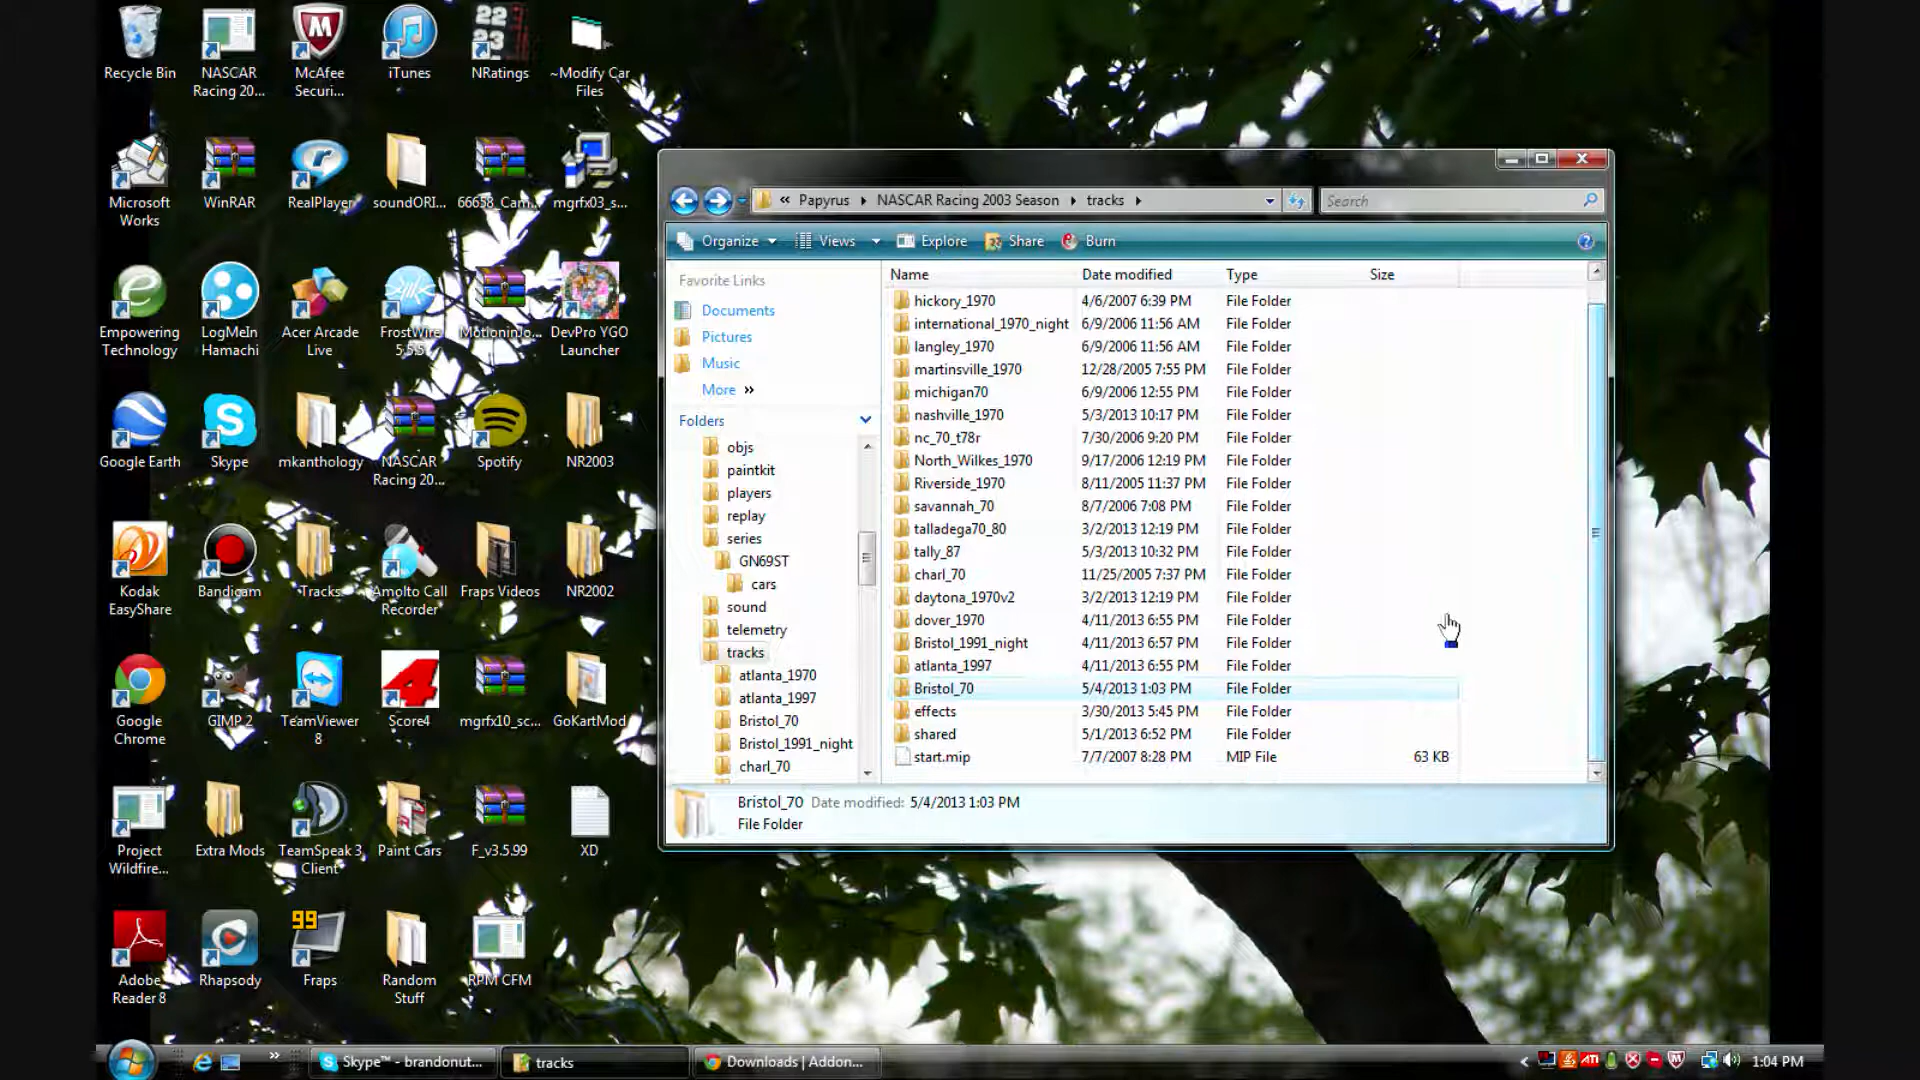 Recycle Bin
NASCAR
Racing 20...
McAfee
Securi...
iTunes
22
23
NRatings
~Modify Car
Files
Microsoft
Works
WinRAR
RealPlayer
soundORI...
66658_Cam...
mgrfx03_s...
Empowering
Technology
LogMeIn
Hamachi
Acer Arcade
Live
FrostWire
5.5.5
MotioninJo...
DevPro YGO
Launcher
Google Earth
Skype
mkanthology
NASCAR
Racing 20...
Spotify
NR2003
Kodak
EasyShare
Bandicam
Tracks
Amolto Call
Recorder
Fraps Videos
NR2002
Google
Chrome
GIMP 2
TeamViewer
8
Score4
mgrfx10_sc...
GoKartMod
Project
Wildfire...
Extra Mods
TeamSpeak 3
Client
Paint Cars
F_v3.5.99
XD
Adobe
Reader 8
Rhapsody
99
Fraps
Random
Stuff
RPM CFM
« Papyrus NASCAR Racing 2003 Season tracks
Search
Organize Views Explore Share Burn
Favorite Links
Documents
Pictures
Music
More »
Folders
objs
paintkit
players
replay
series
GN69ST
cars
sound
telemetry
tracks
atlanta_1970
atlanta_1997
Bristol_70
Bristol_1991_night
charl_70
Name Date modified Type Size
hickory_1970 4/6/2007 6:39 PM File Folder
international_1970_night 6/9/2006 11:56 AM File Folder
langley_1970 6/9/2006 11:56 AM File Folder
martinsville_1970 12/28/2005 7:55 PM File Folder
michigan70 6/9/2006 12:55 PM File Folder
nashville_1970 5/3/2013 10:17 PM File Folder
nc_70_t78r 7/30/2006 9:20 PM File Folder
North_Wilkes_1970 9/17/2006 12:19 PM File Folder
Riverside_1970 8/11/2005 11:37 PM File Folder
savannah_70 8/7/2006 7:08 PM File Folder
talladega70_80 3/2/2013 12:19 PM File Folder
tally_87 5/3/2013 10:32 PM File Folder
charl_70 11/25/2005 7:37 PM File Folder
daytona_1970v2 3/2/2013 12:19 PM File Folder
dover_1970 4/11/2013 6:55 PM File Folder
Bristol_1991_night 4/11/2013 6:57 PM File Folder
atlanta_1997 4/11/2013 6:55 PM File Folder
Bristol_70 5/4/2013 1:03 PM File Folder
effects 3/30/2013 5:45 PM File Folder
shared 5/1/2013 6:52 PM File Folder
start.mip 7/7/2007 8:28 PM MIP File 63 KB
Bristol_70 Date modified: 5/4/2013 1:03 PM
File Folder
Skype™ - brandonut...
tracks
Downloads | Addon...
ATI
1:04 PM